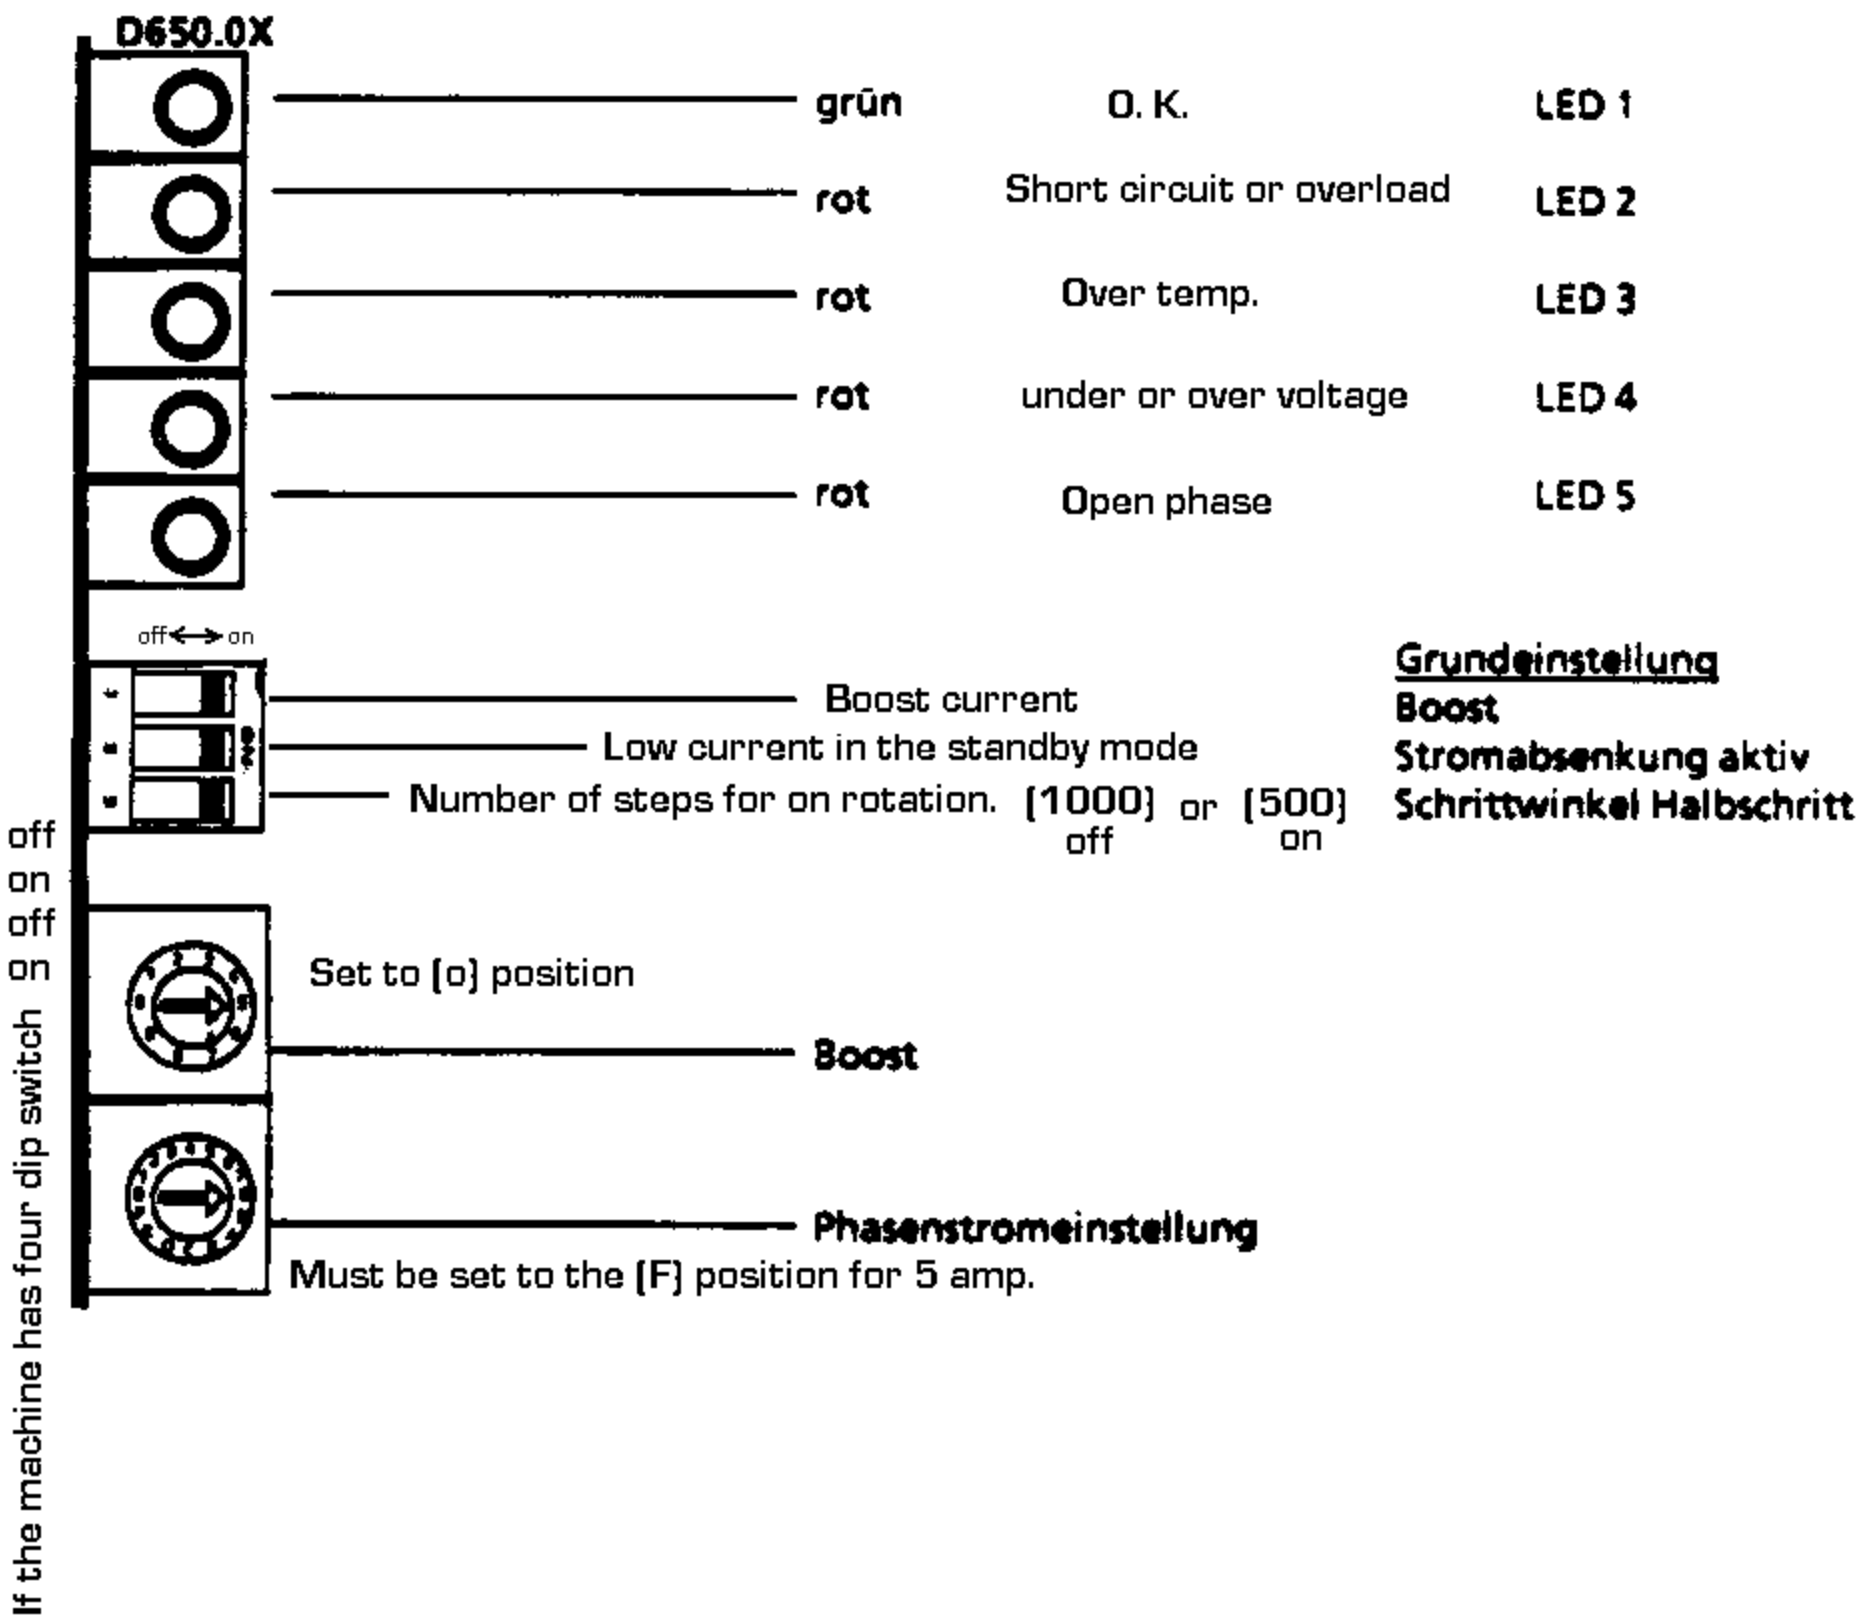 D650.0X
grün O. K. LED 1
rot Short circuit or overload LED 2
rot Over temp. LED 3
rot under or over voltage LED 4
rot Open phase LED 5
off on
Grundeinstellung
Boost current Boost
Low current in the standby mode Stromabsenkung aktiv
Number of steps for on rotation. (1000) or (500) Schrittwinkel Halbschritt
off on
off
on
off
on
Set to (o) position
Boost
Phasenstromeinstellung
Must be set to the (F) position for 5 amp.
If the machine has four dip switch